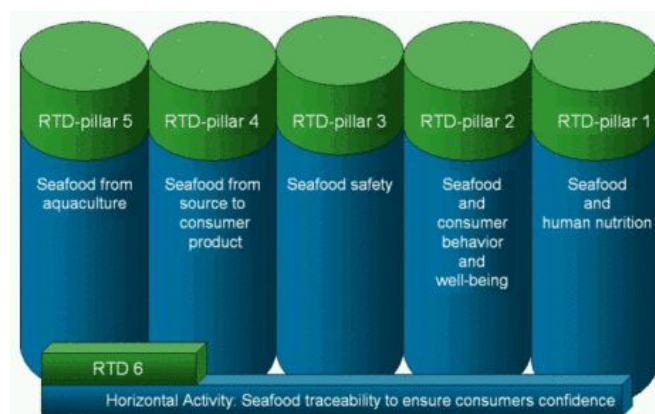 RTD-pillar 5
RTD-pillar 4
RTD-pillar 3
RTD-pillar 2
RTD-pillar 1
Seafood from
aquaculture
Seafood from
source to
consumer
product
Seafood safety
Seafood
and
consumer
behavior
and
well-being
Seafood
and
human nutrition
RTD 6
Horizontal Activity: Seafood traceability to ensure consumers confidence